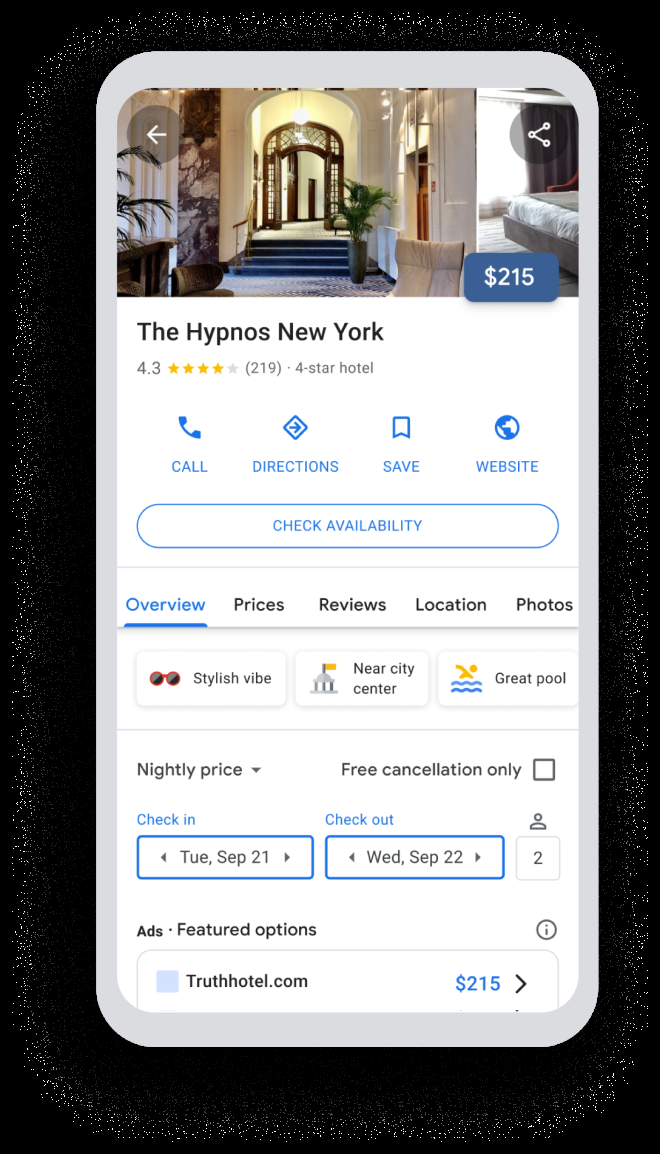 $215
The Hypnos New York
4.3 (219) · 4-star hotel
CALL DIRECTIONS SAVE WEBSITE
CHECK AVAILABILITY
Overview Prices Reviews Location Photos
Stylish vibe
Near city
center
Great pool
Nightly price Free cancellation only
Check in Check out
Tue, Sep 21 Wed, Sep 22 2
Ads · Featured options
Truthhotel.com $215